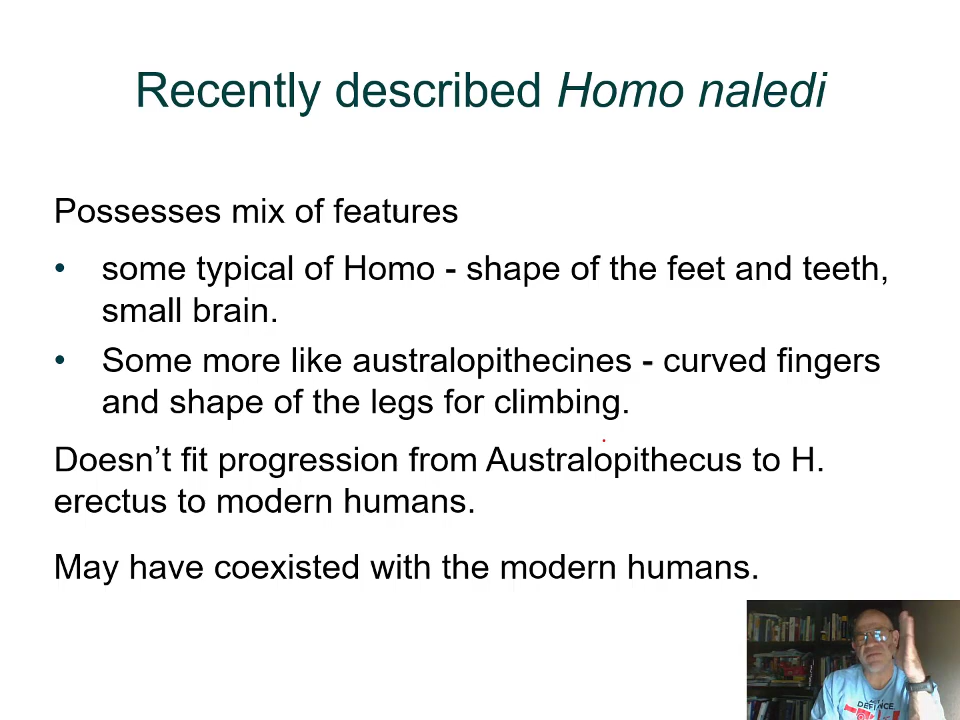 Recently described Homo naledi
Possesses mix of features
• some typical of Homo - shape of the feet and teeth,
small brain.
• Some more like australopithecines - curved fingers
and shape of the legs for climbing.
Doesn’t fit progression from Australopithecus to H.
erectus to modern humans.
May have coexisted with the modern humans.
DEFIANCE